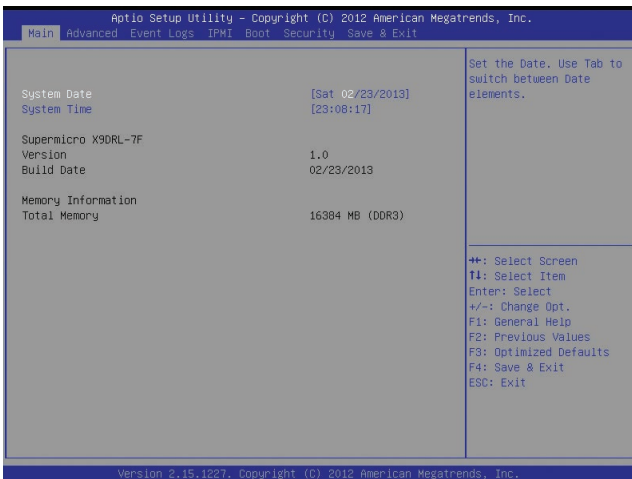 Aptio Setup Utility – Copyright (C) 2012 American Megatrends, Inc.
Main Advanced Event Logs IPMI Boot Security Save & Exit
System Date [Sat 02/23/2013]
System Time [23:08:17]
Supermicro X9DRL-7F
Version 1.0
Build Date 02/23/2013
Memory Information
Total Memory 16384 MB (DDR3)
Set the Date. Use Tab to
switch between Date
elements.
→←: Select Screen
↑↓: Select Item
Enter: Select
+/-: Change Opt.
F1: General Help
F2: Previous Values
F3: Optimized Defaults
F4: Save & Exit
ESC: Exit
Version 2.15.1227. Copyright (C) 2012 American Megatrends, Inc.